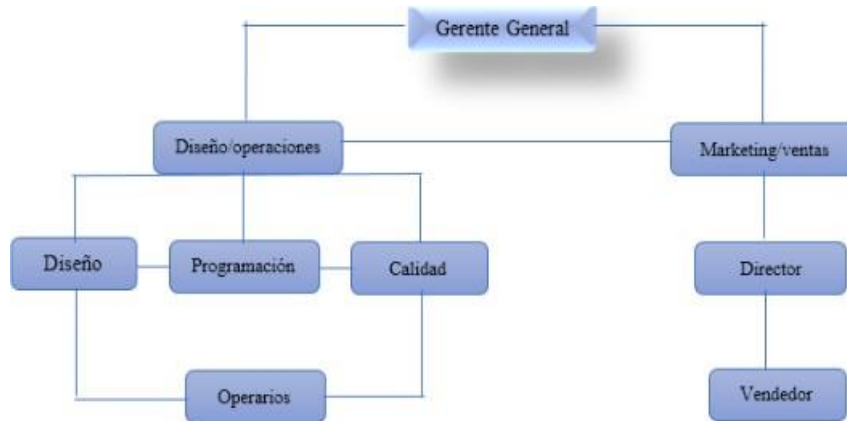 Gerente General
Diseño/operaciones
Marketing/ventas
Diseño
Programación
Calidad
Director
Operarios
Vendedor